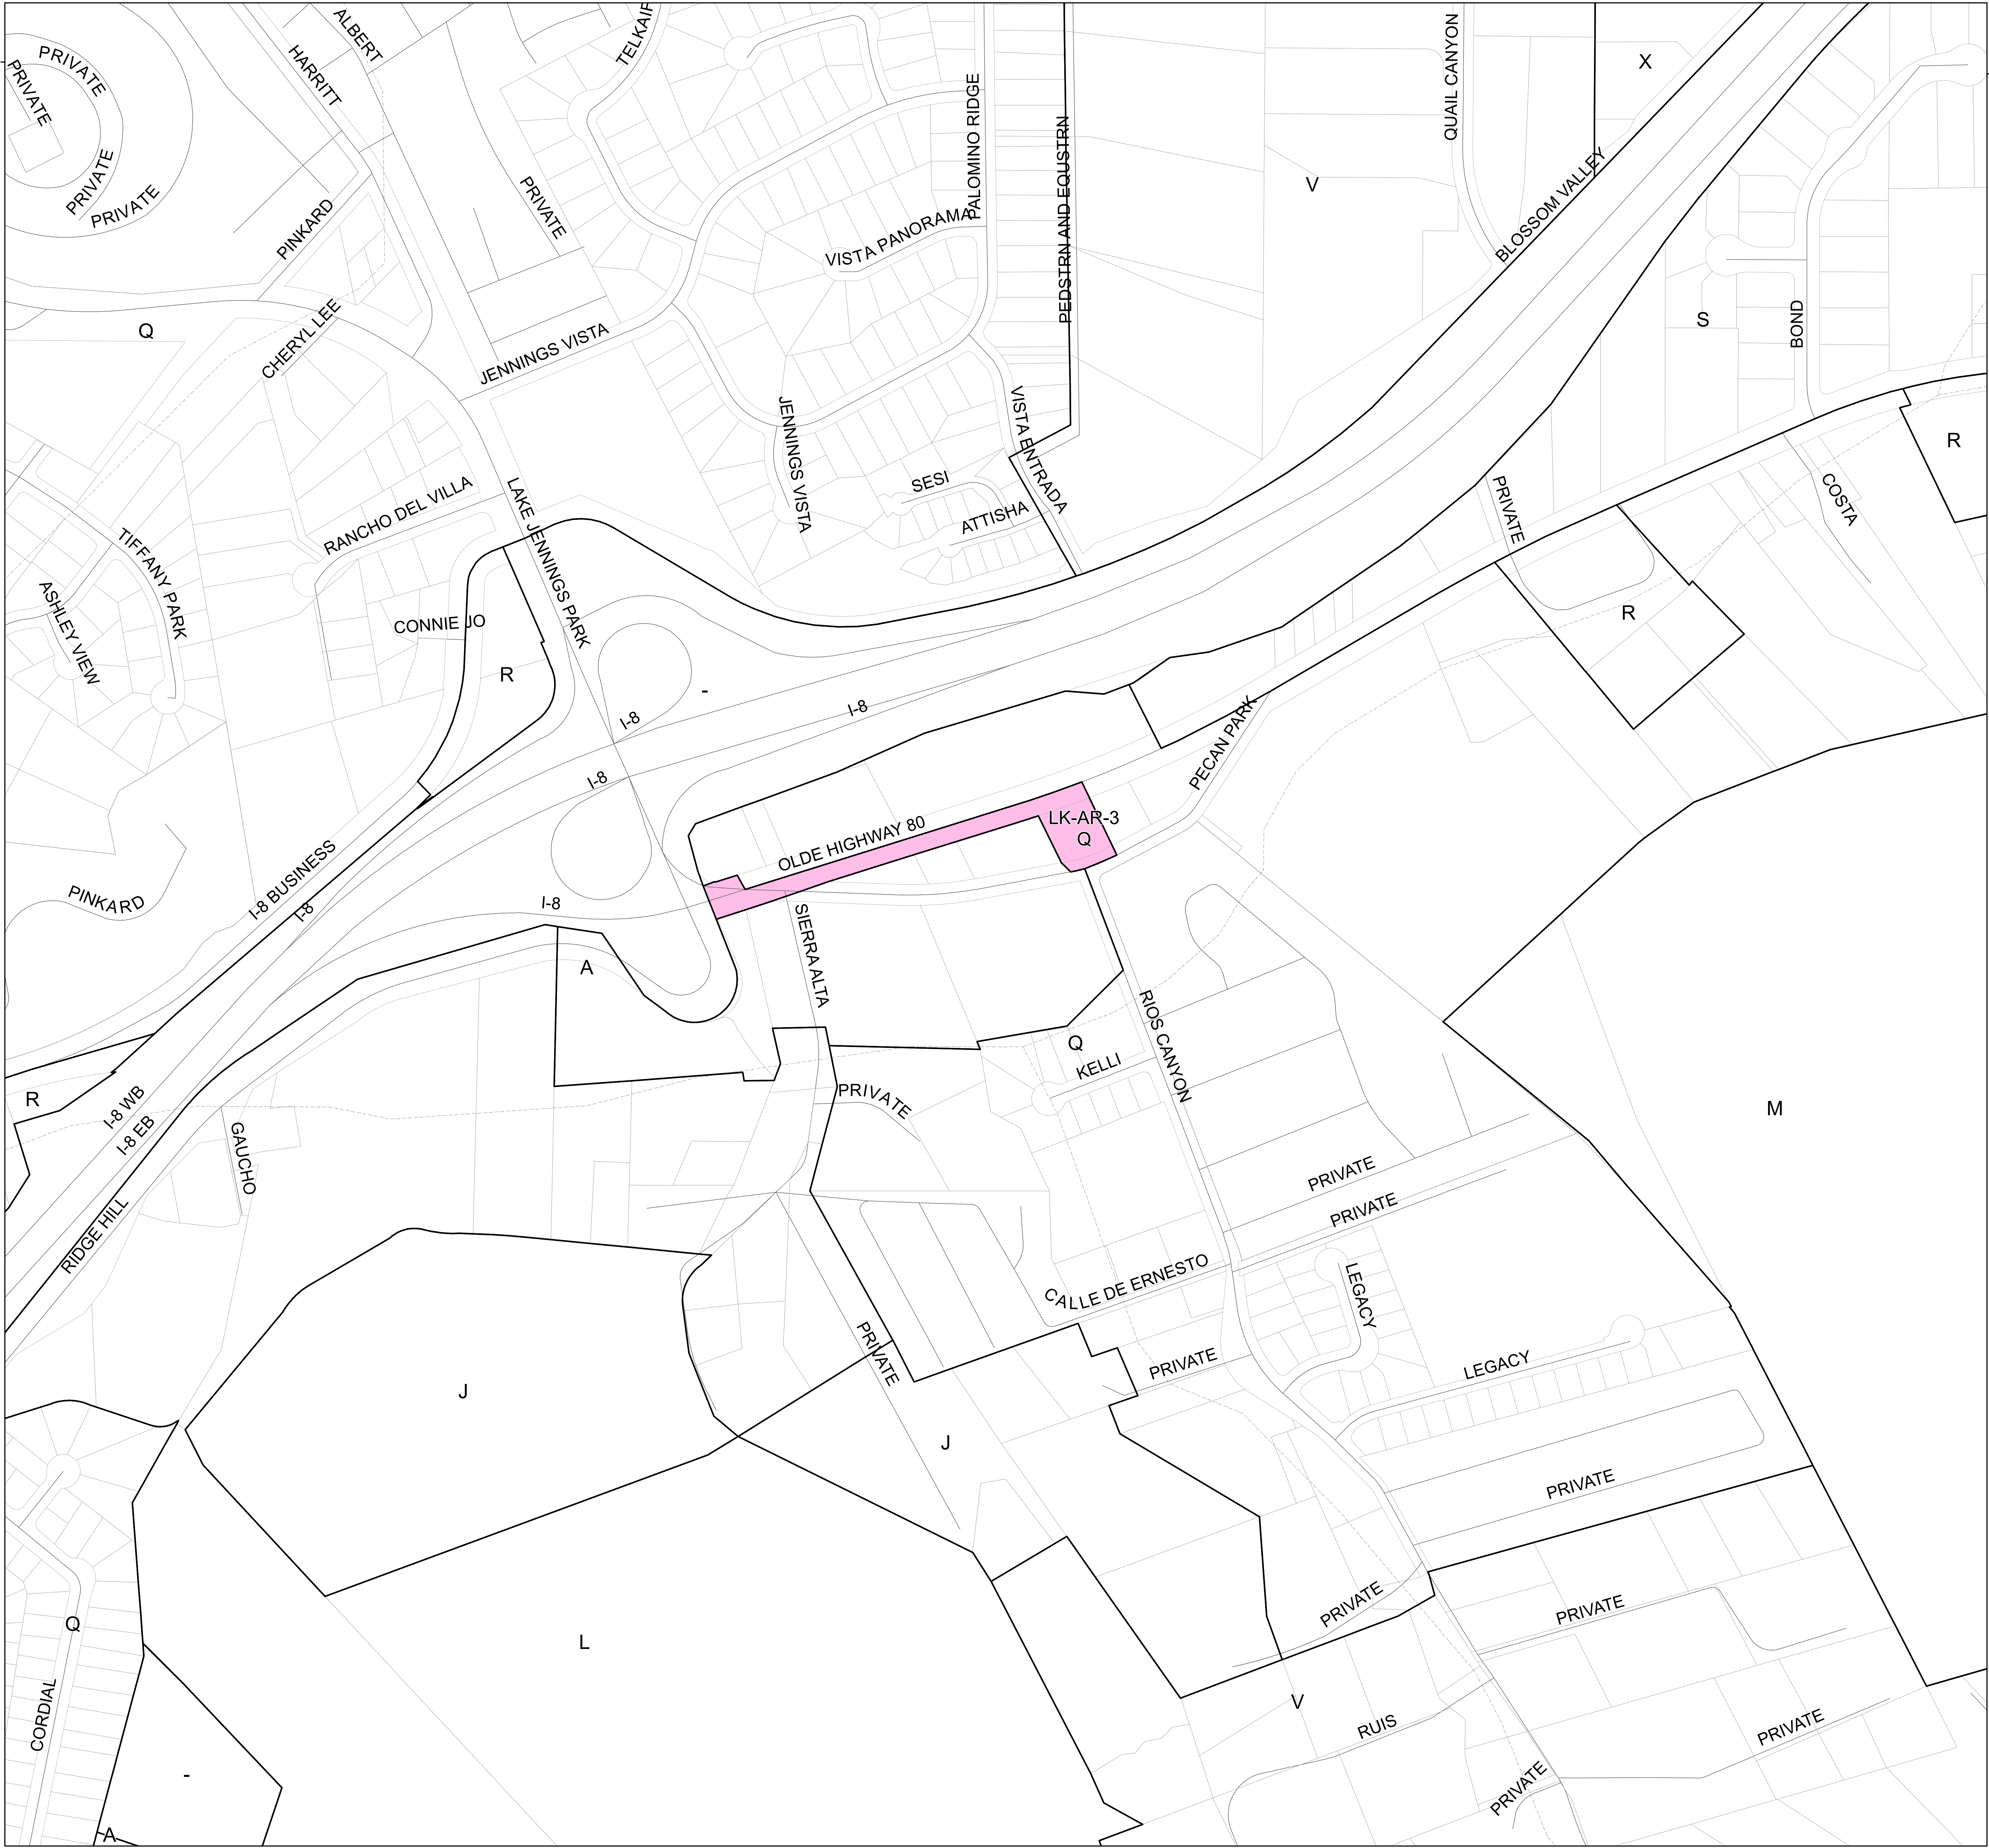 ALBERT
TELKAIF
HARRITT
PRIVATE
PRIVATE
QUAIL CANYON
X
PALOMINO RIDGE
PEDSTRN AND EQUSTRN
PRIVATE
PRIVATE
PRIVATE
PINKARD
VISTA PANORAMA
V
BLOSSOM VALLEY
Q
CHERYL LEE
JENNINGS VISTA
S
BOND
JENNINGS VISTA
VISTA ENTRADA
R
RANCHO DEL VILLA
LAKE JENNINGS PARK
SESI
ATTISHA
PRIVATE
COSTA
TIFFANY PARK
ASHLEY VIEW
CONNIE JO
R
R
-
I-8
I-8
I-8
PECAN PARK
OLDE HIGHWAY 80
LK-AR-3
Q
PINKARD
I-8 BUSINESS
I-8
I-8
A
SIERRA ALTA
RIOS CANYON
Q
KELLI
PRIVATE
R
I-8 WB
I-8 EB
GAUCHO
M
RIDGE HILL
PRIVATE
PRIVATE
CALLE DE ERNESTO
LEGACY
PRIVATE
PRIVATE
LEGACY
J
J
PRIVATE
PRIVATE
PRIVATE
Q
L
CORDIAL
V
RUIS
PRIVATE
PRIVATE
-
A